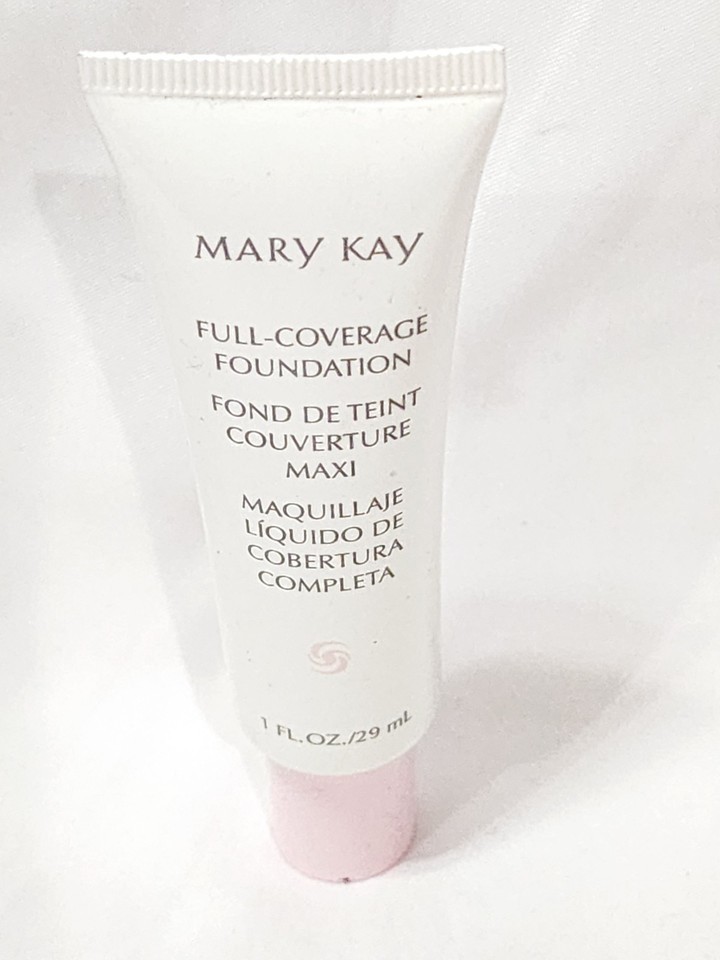 MARY KAY
FULL-COVERAGE
FOUNDATION
FOND DE TEINT
COUVERTURE
MAXI
MAQUILLAJE
LÍQUIDO DE
COBERTURA
COMPLETA
1 FL.OZ./29 mL